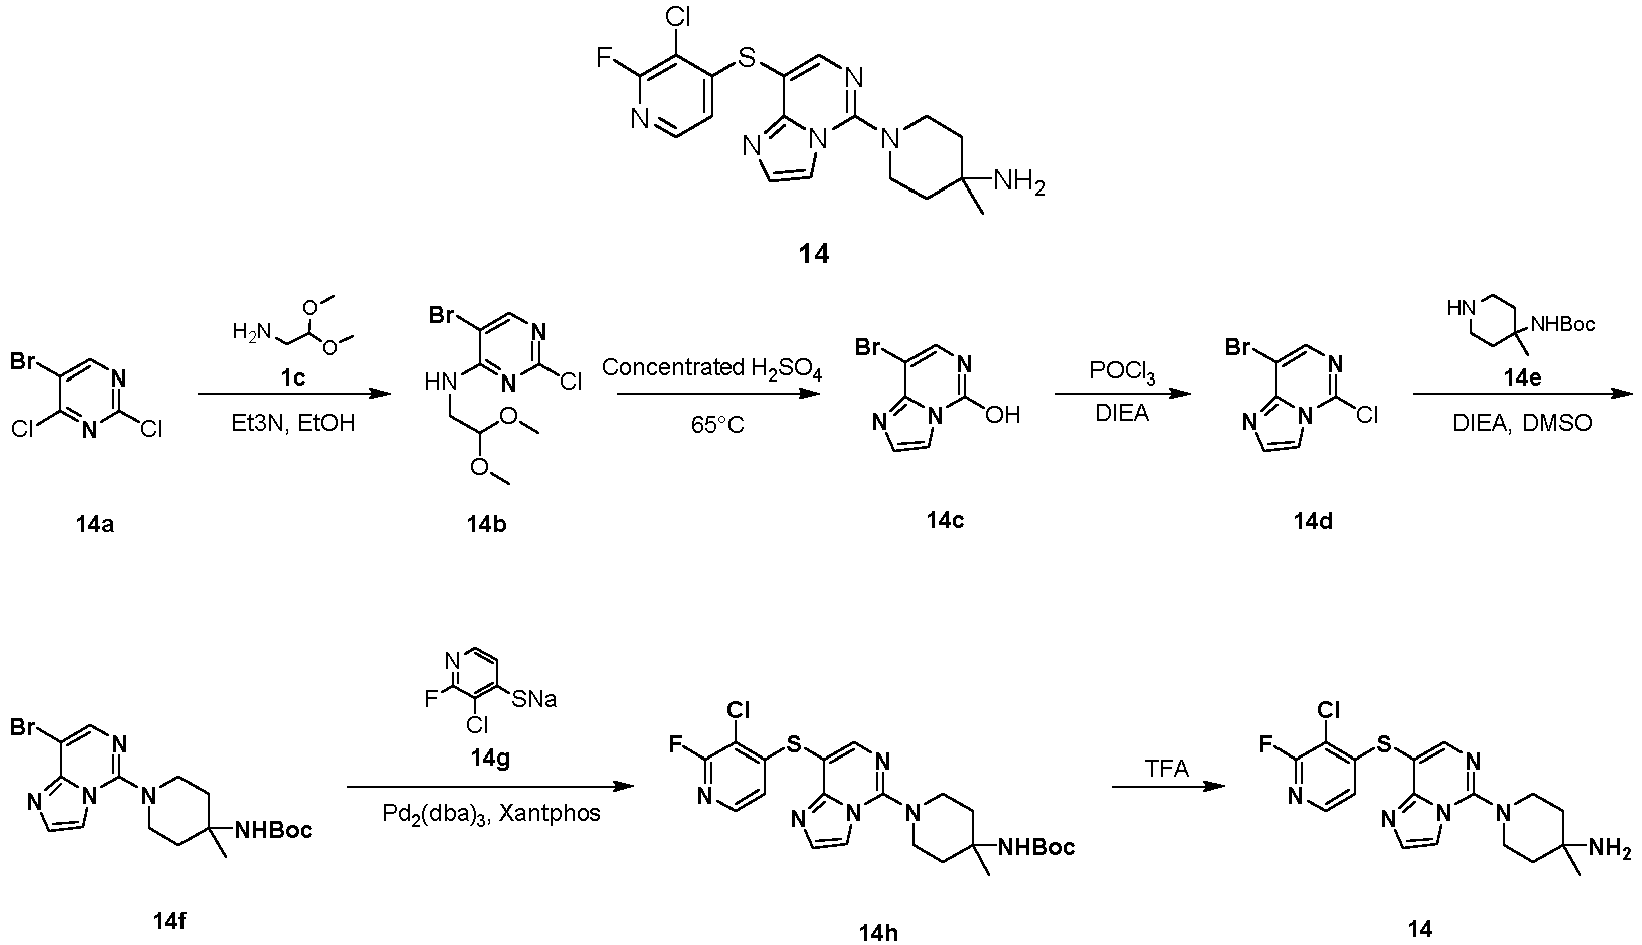 Cl
F
S
N
N
N
N
N
NH2
14
H2N
O
O
1c
Et3N, EtOH
Br
N
Cl
N
Cl
14a
Br
N
HN
N
Cl
O
O
14b
Concentrated H2SO4
65°C
Br
N
N
N
OH
14c
POCl3
DIEA
Br
N
N
N
Cl
14d
HN
NHBoc
14e
DIEA, DMSO
Br
N
N
N
N
NHBoc
14f
N
F
SNa
Cl
14g
Pd2(dba)3, Xantphos
Cl
F
S
N
N
N
N
N
NHBoc
14h
TFA
Cl
F
S
N
N
N
N
N
NH2
14